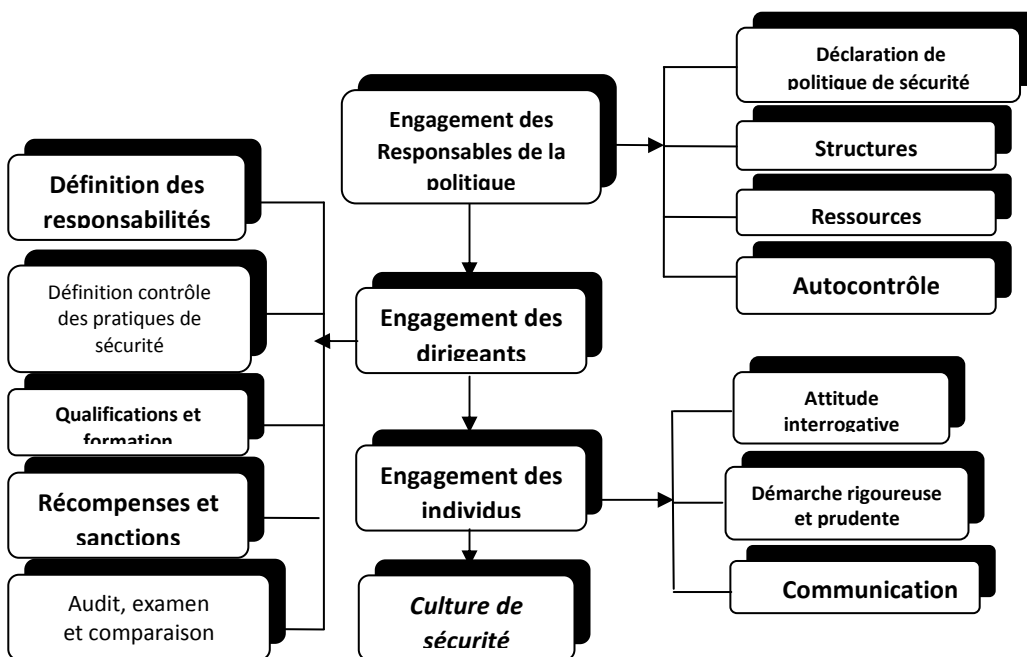 Déclaration de
politique de sécurité
Engagement des
Responsables de la
politique
Structures
Ressources
Autocontrôle
Définition des
responsabilités
Définition contrôle
des pratiques de
sécurité
Qualifications et
formation
Récompenses et
sanctions
Audit, examen
et comparaison
Engagement des
dirigeants
Engagement des
individus
Culture de
sécurité
Attitude
interrogative
Démarche rigoureuse
et prudente
Communication